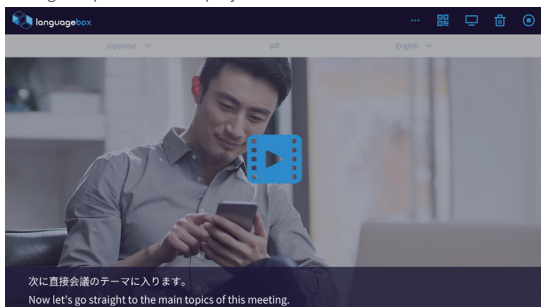 languagebox
Japanese
English
次に直接会議のテーマに入ります。
Now let's go straight to the main topics of this meeting.